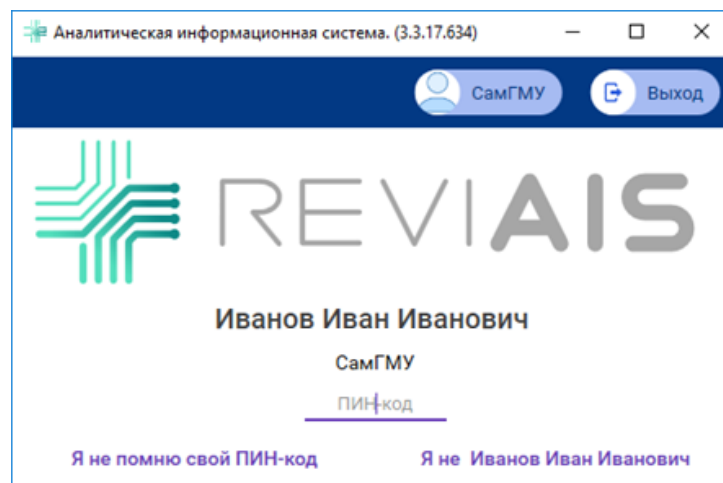 Аналитическая информационная система. (3.3.17.634)
СамГМУ
Выход
REVIAIS
Иванов Иван Иванович
СамГМУ
ПИН-код
Я не помню свой ПИН-код
Я не Иванов Иван Иванович